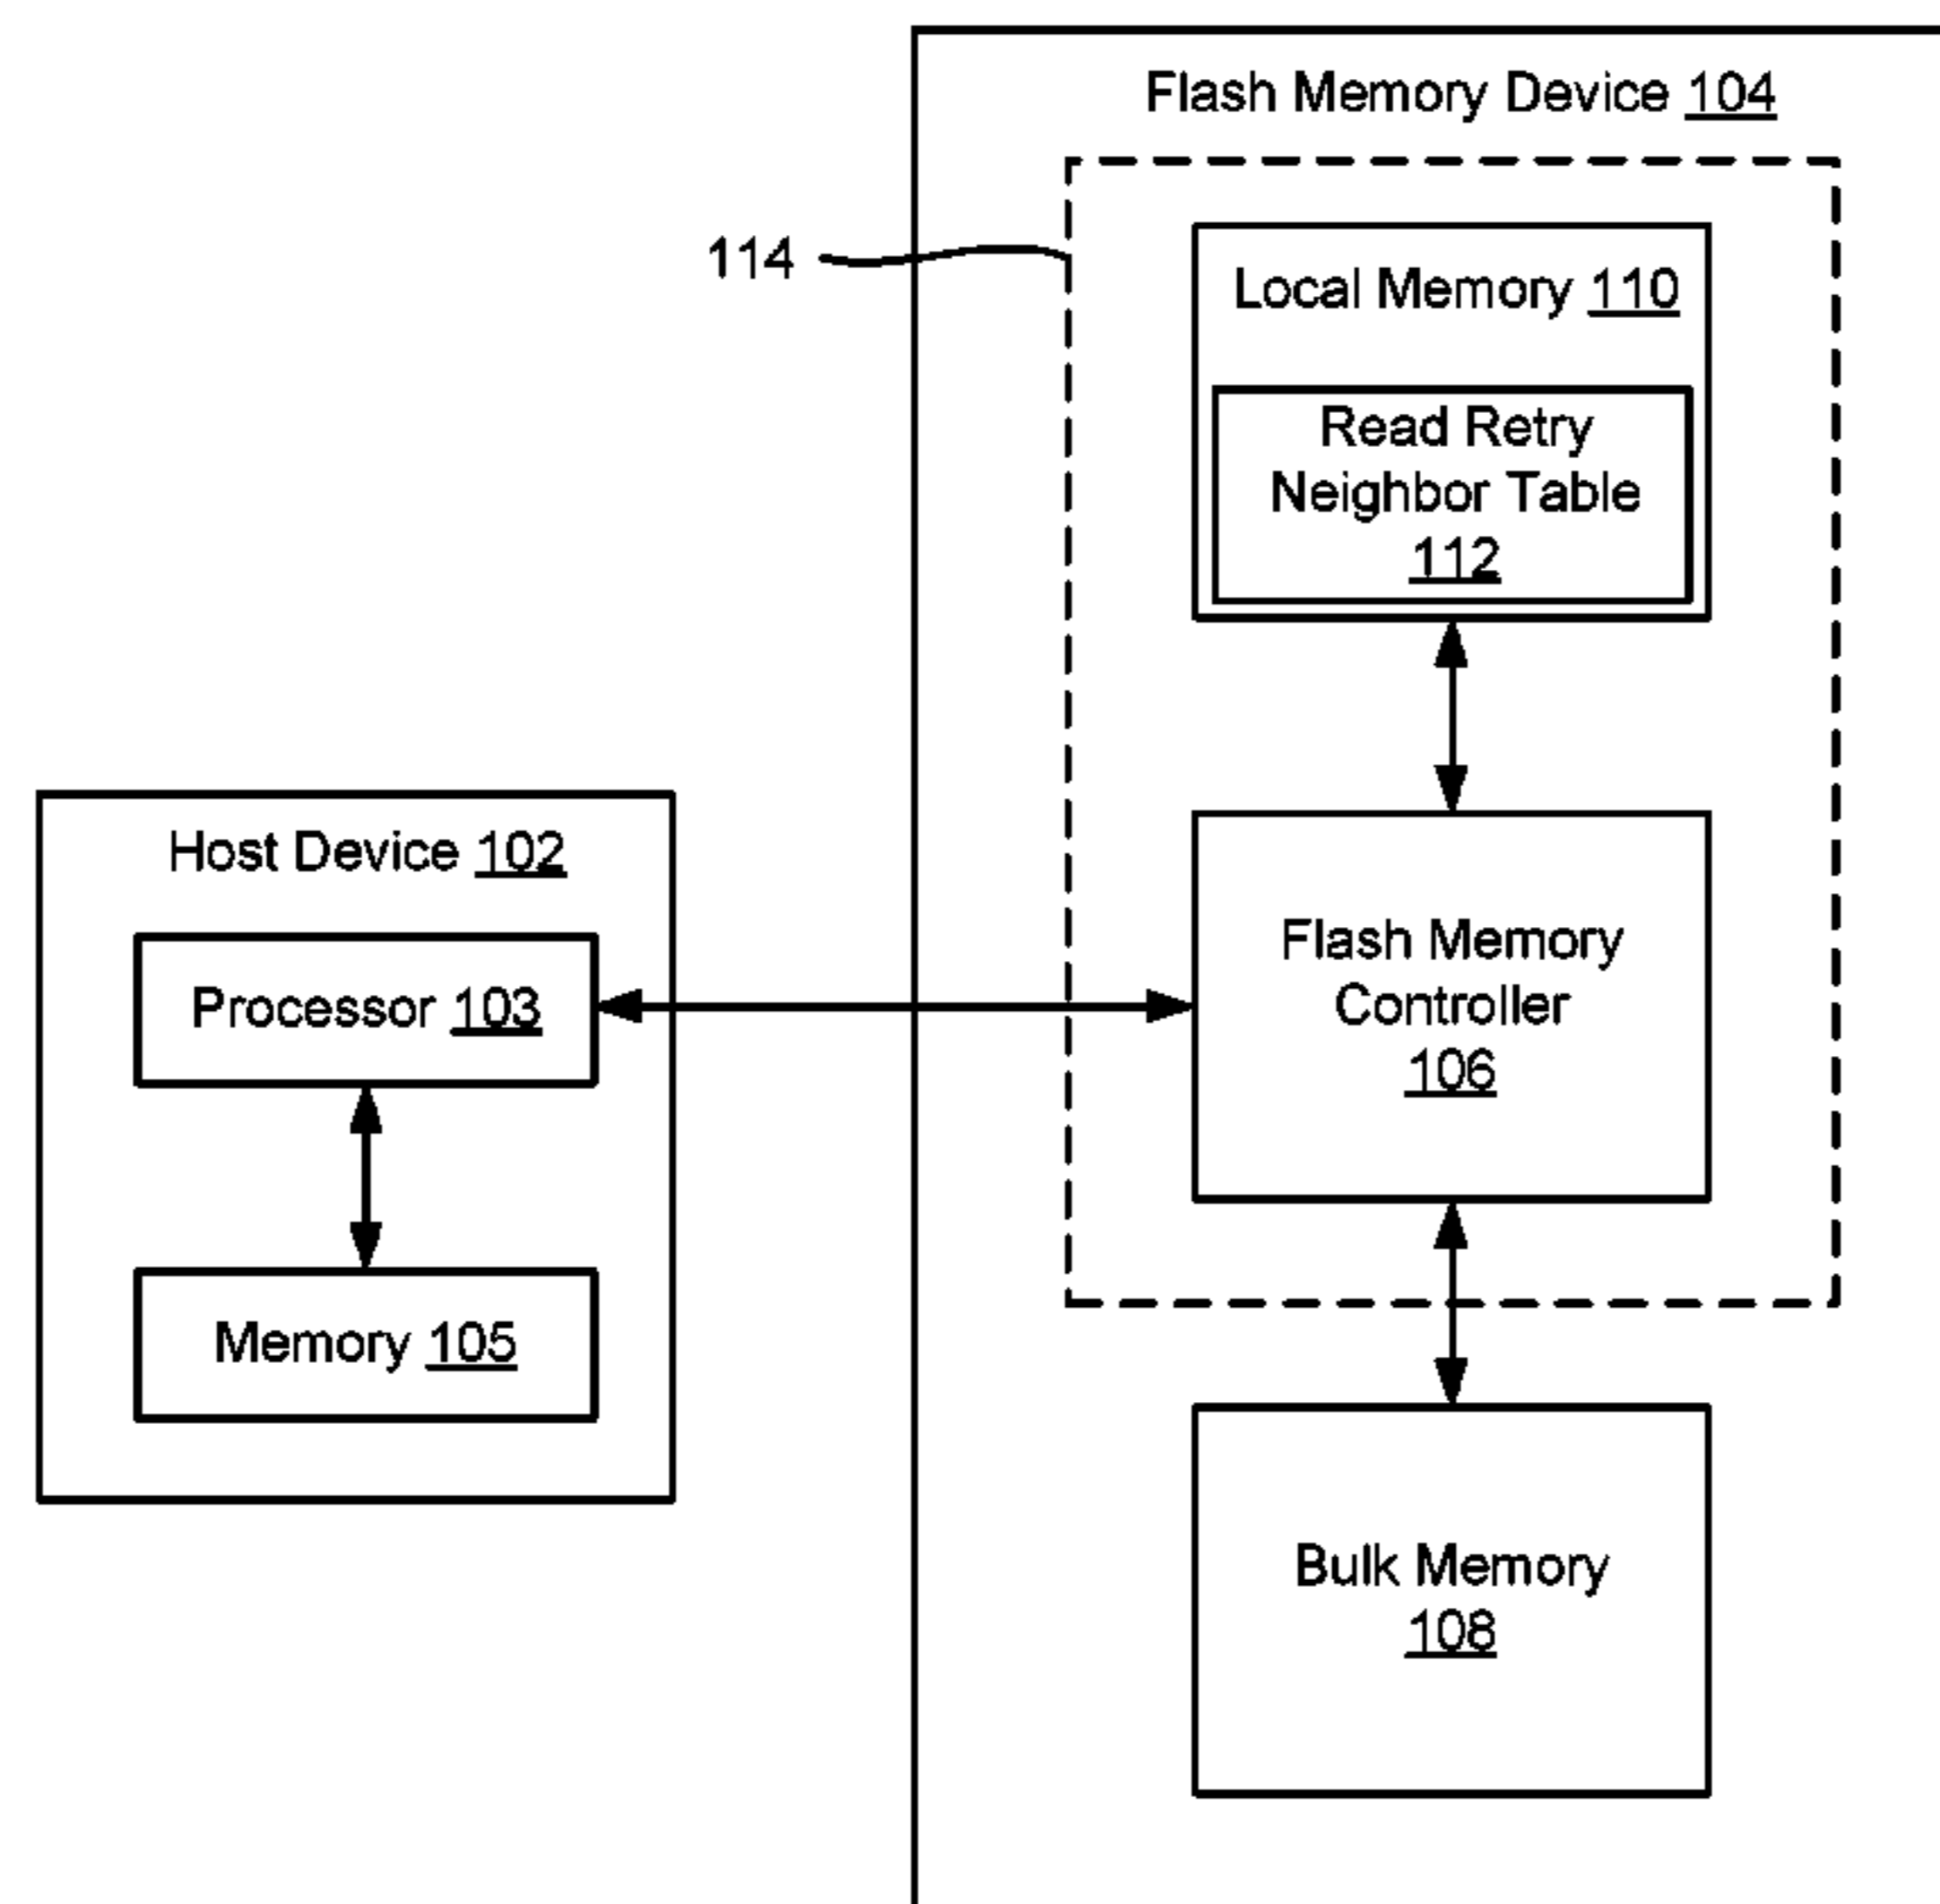 Flash Memory Device 104
114
Local Memory 110
Read Retry
Neighbor Table
112
Host Device 102
Processor 103
Memory 105
Flash Memory
Controller
106
Bulk Memory
108